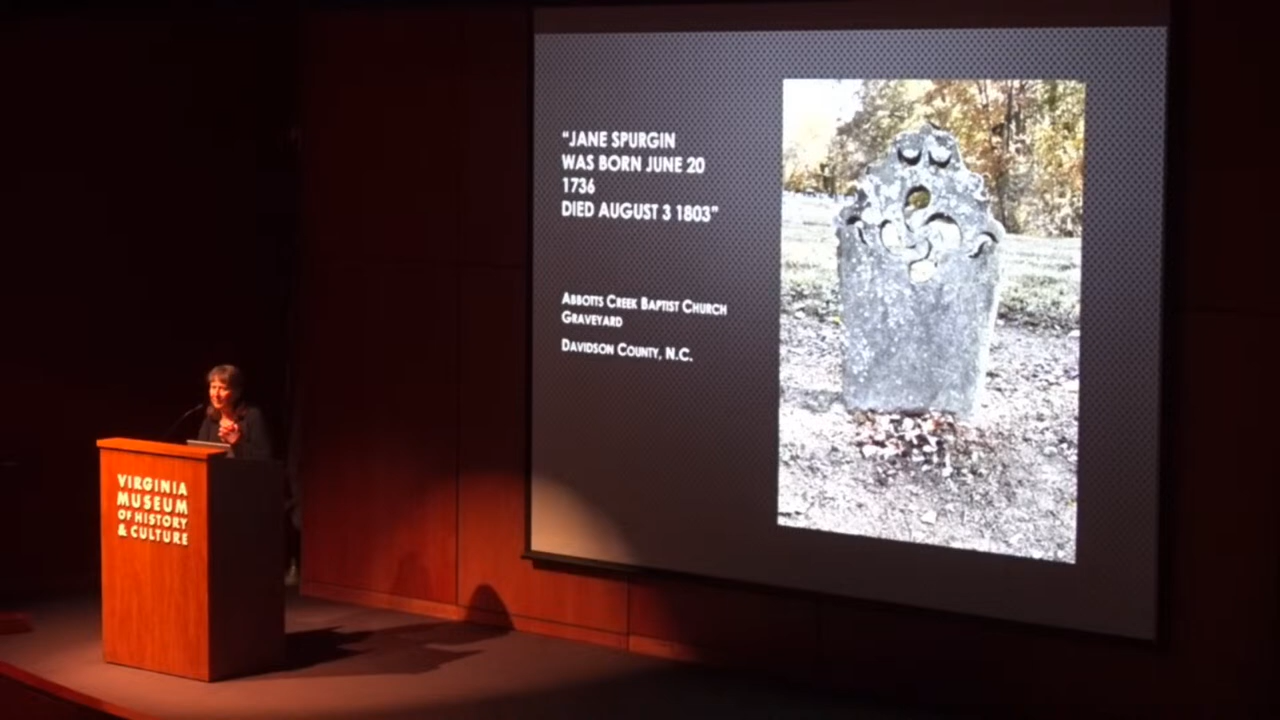 “JANE SPURGIN
WAS BORN JUNE 20
1736
DIED AUGUST 3 1803”
ABBOTTS CREEK BAPTIST CHURCH
GRAVEYARD
DAVIDSON COUNTY, N.C.
VIRGINIA
MUSEUM
OF HISTORY
& CULTURE